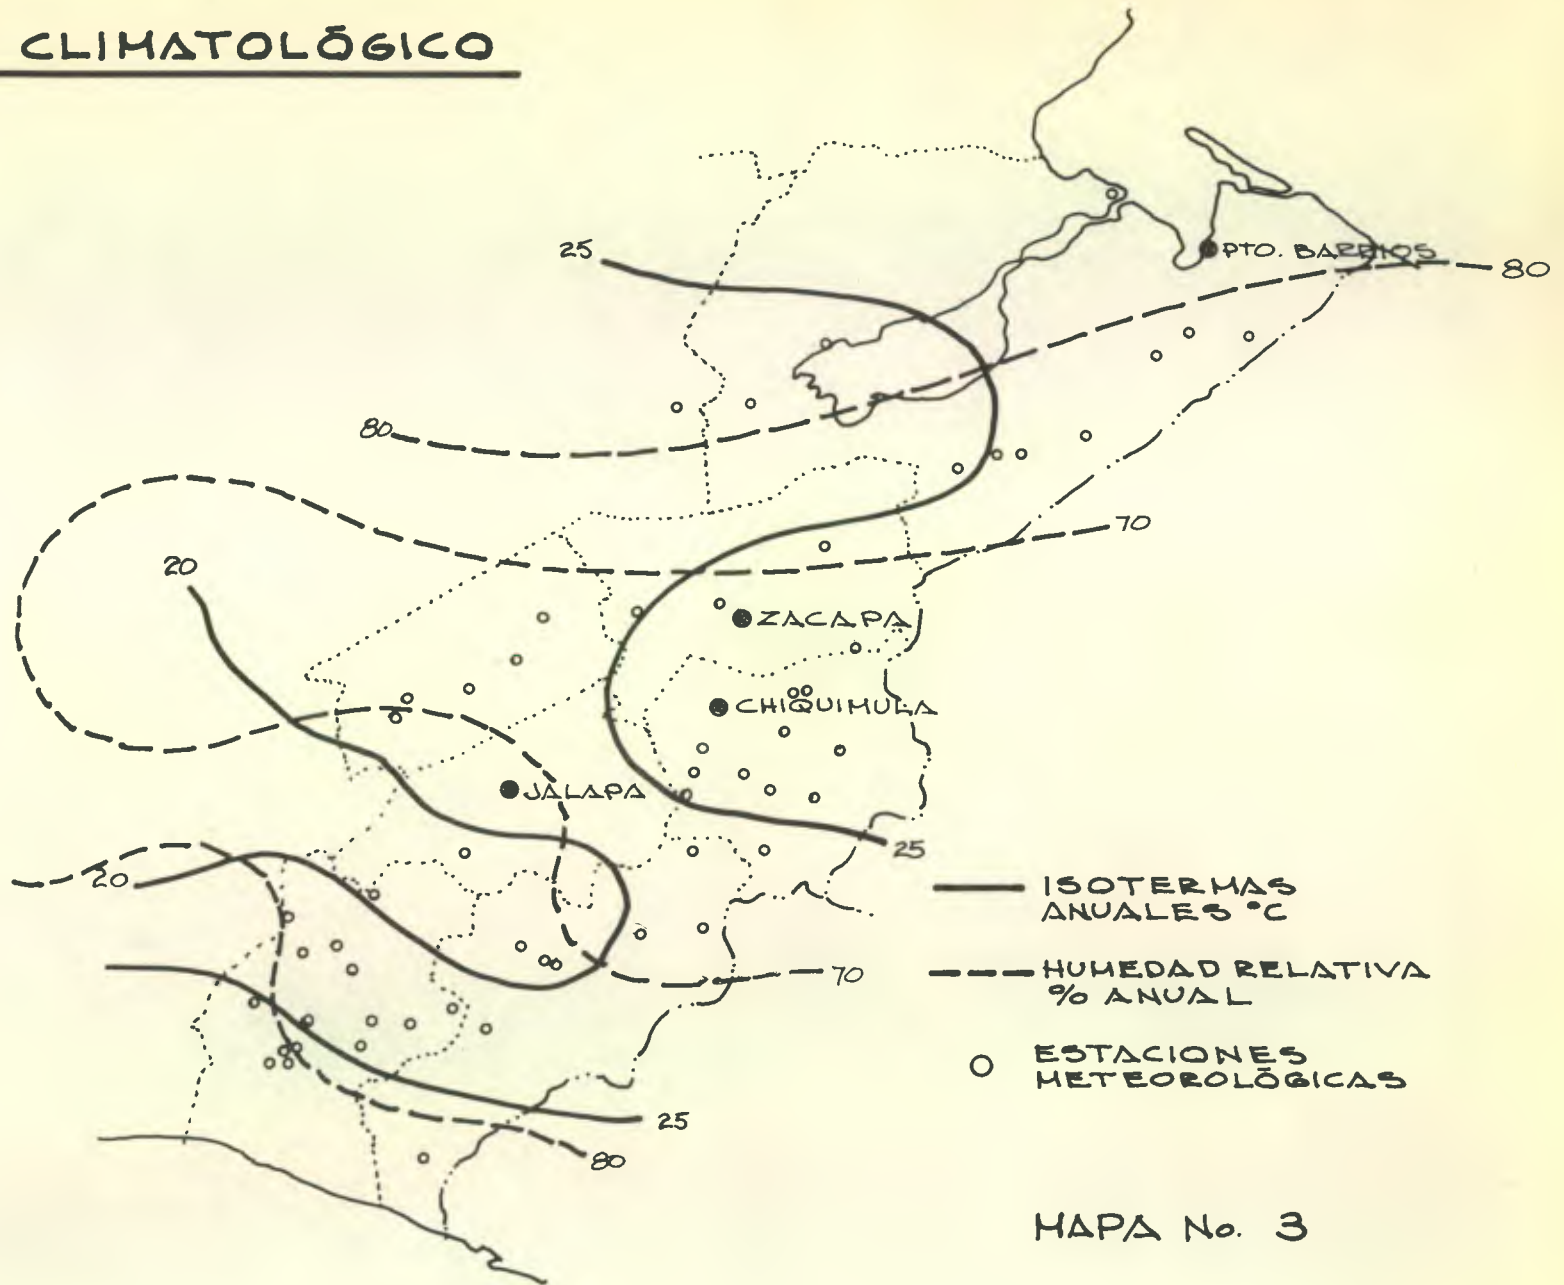 CLIMATOLÓGICO
25
PTO. BARRIOS
80
80
70
20
ZACAPA
CHIQUIMULA
JALAPA
25
20
ISOTERMAS
ANUALES °C
HUMEDAD RELATIVA
% ANUAL
70
ESTACIONES
METEOROLÓGICAS
25
80
MAPA No. 3